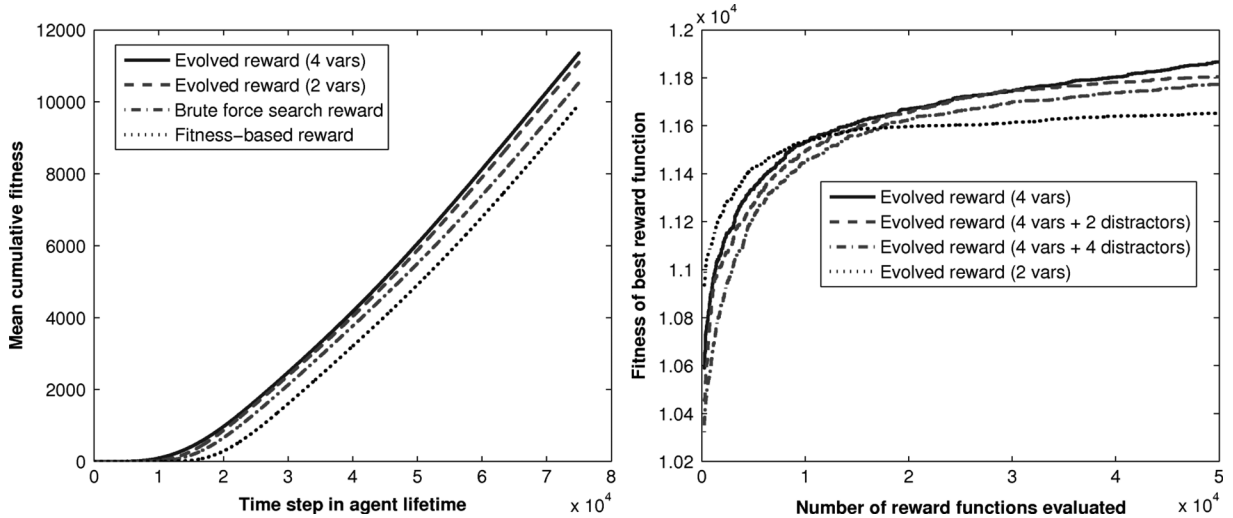 12000
10000
8000
6000
4000
2000
0
Mean cumulative fitness
Evolved reward (4 vars)
Evolved reward (2 vars)
Brute force search reward
Fitness-based reward
0 1 2 3 4 5 6 7 8
x 10^4
Time step in agent lifetime
x 10^4
1.2
1.18
1.16
1.14
1.12
1.1
1.08
1.06
1.04
1.02
Fitness of best reward function
Evolved reward (4 vars)
Evolved reward (4 vars + 2 distractors)
Evolved reward (4 vars + 4 distractors)
Evolved reward (2 vars)
0 1 2 3 4 5
x 10^4
Number of reward functions evaluated